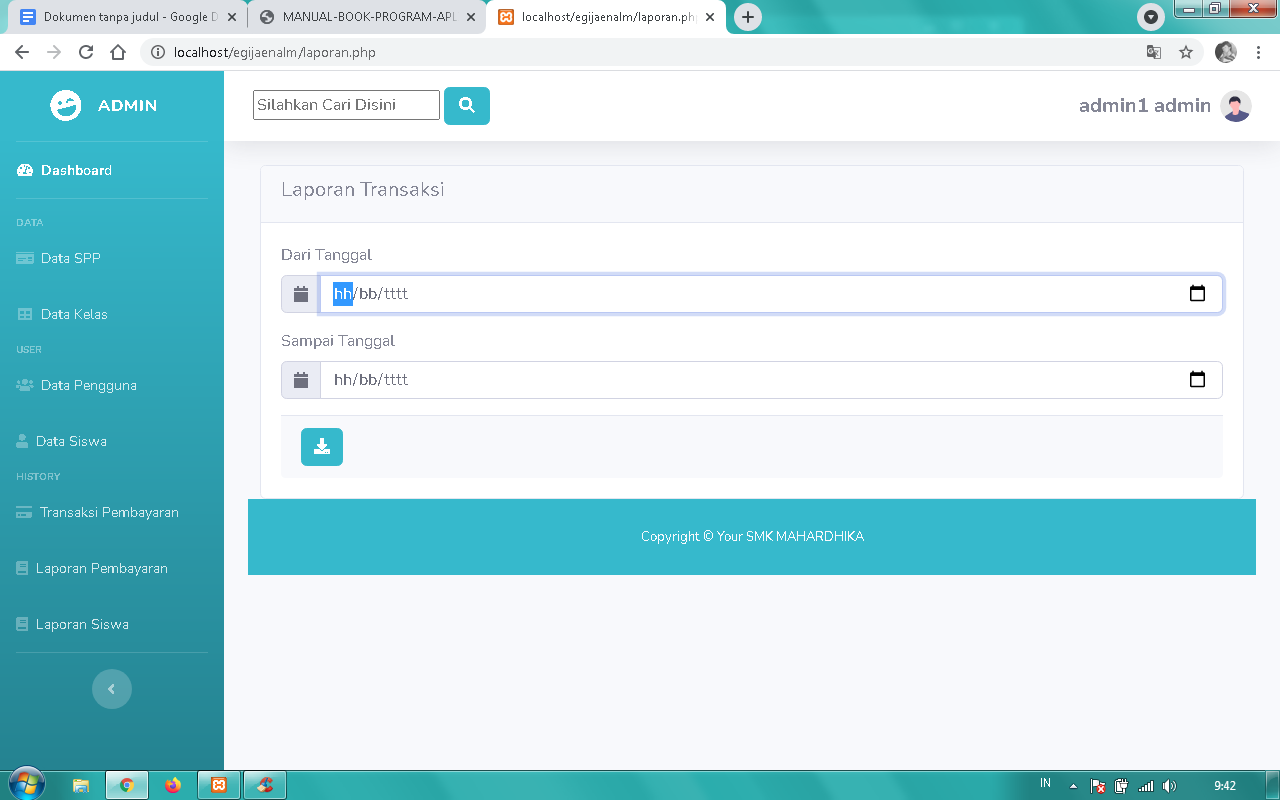 Dokumen tanpa judul - Google D
MANUAL-BOOK-PROGRAM-APL
localhost/egijaenalm/laporan.ph
localhost/egijaenalm/laporan.php
ADMIN
Silahkan Cari Disini
admin1 admin
Dashboard
DATA
Data SPP
Data Kelas
USER
Data Pengguna
Data Siswa
HISTORY
Transaksi Pembayaran
Laporan Pembayaran
Laporan Siswa
Laporan Transaksi
Dari Tanggal
hh/bb/tttt
Sampai Tanggal
hh/bb/tttt
Copyright © Your SMK MAHARDHIKA
IN
9:42